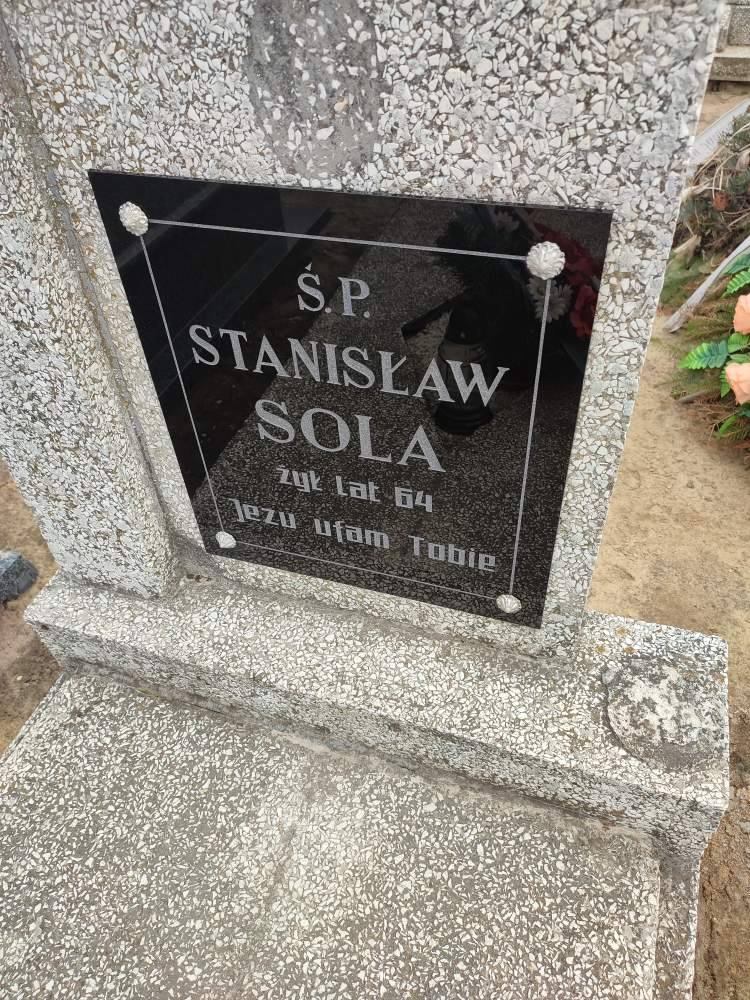 Ś.P.
STANISŁAW
SOLA
żył lat 64
Jezu ufam Tobie